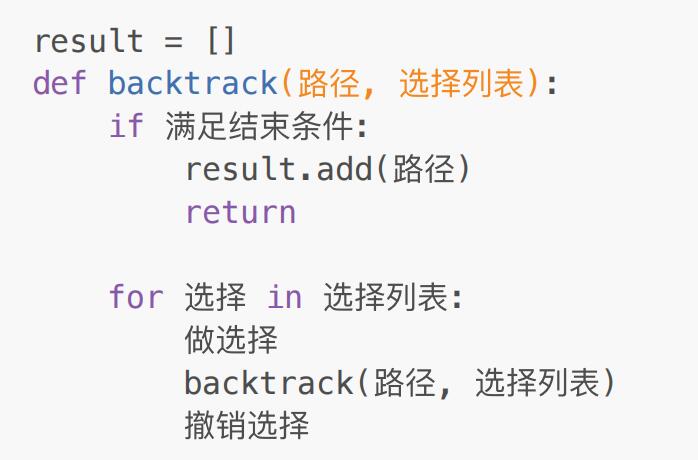 result = []
def backtrack(路径, 选择列表):
    if 满足结束条件:
        result.add(路径)
        return

    for 选择 in 选择列表:
        做选择
        backtrack(路径, 选择列表)
        撤销选择